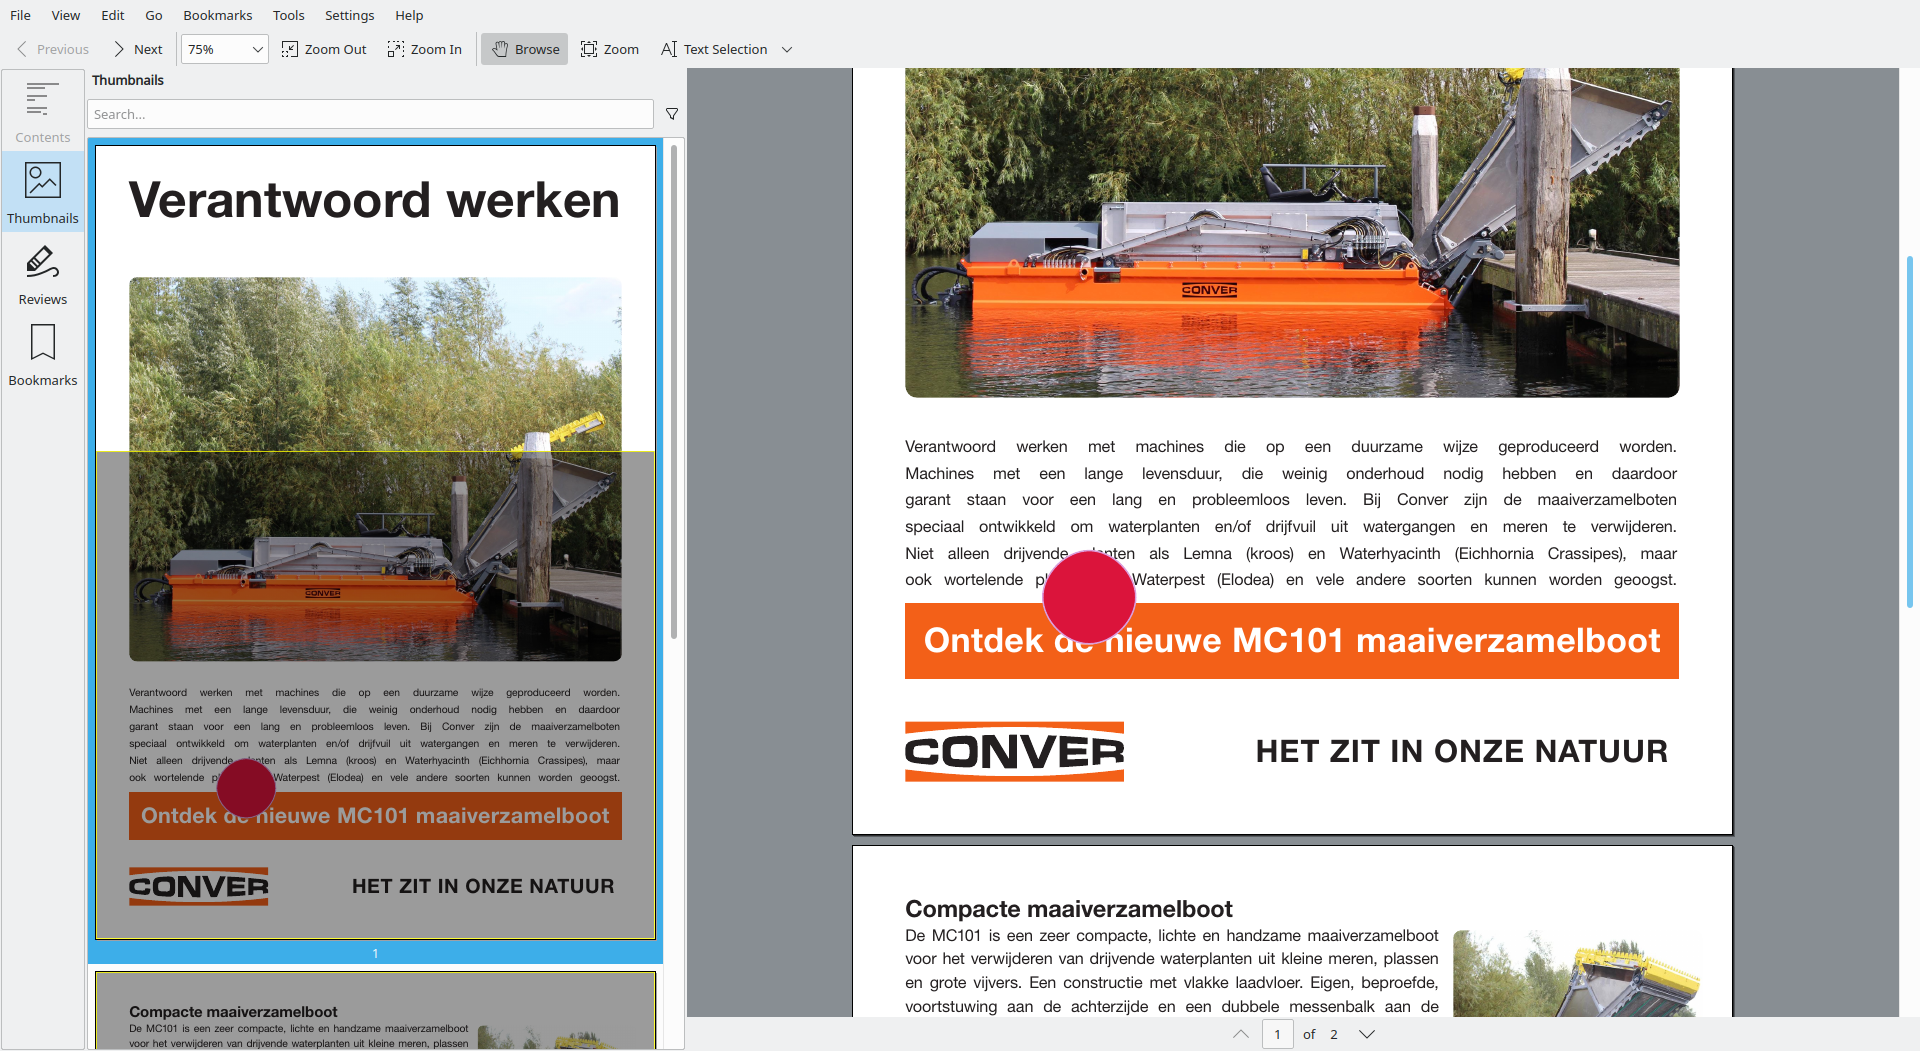 File View Edit Go Bookmarks Tools Settings Help
Previous Next 75% Zoom Out Zoom In Browse Zoom Text Selection
Contents
Thumbnails
Reviews
Bookmarks
Thumbnails
Search...
Verantwoord werken
CONVER
Verantwoord werken met machines die op een duurzame wijze geproduceerd worden.
Machines met een lange levensduur, die weinig onderhoud nodig hebben en daardoor
garant staan voor een lang en probleemloos leven. Bij Conver zijn de maaiverzamelboten
speciaal ontwikkeld om waterplanten en/of drijfvuil uit watergangen en meren te verwijderen.
Niet alleen drijvende als Lemna (kroos) en Waterhyacinth (Eichhornia Crassipes), maar
ook wortelende Waterpest (Elodea) en vele andere soorten kunnen worden geoogst.
Ontdek de nieuwe MC101 maaiverzamelboot
CONVER
HET ZIT IN ONZE NATUUR
1
Compacte maaiverzamelboot
De MC101 is een zeer compacte, lichte en handzame maaiverzamelboot
voor het verwijderen van drijvende waterplanten uit kleine meren, plassen
CONVER
Verantwoord werken met machines die op een duurzame wijze geproduceerd worden.
Machines met een lange levensduur, die weinig onderhoud nodig hebben en daardoor
garant staan voor een lang en probleemloos leven. Bij Conver zijn de maaiverzamelboten
speciaal ontwikkeld om waterplanten en/of drijfvuil uit watergangen en meren te verwijderen.
Niet alleen drijvende als Lemna (kroos) en Waterhyacinth (Eichhornia Crassipes), maar
ook wortelende Waterpest (Elodea) en vele andere soorten kunnen worden geoogst.
Ontdek de nieuwe MC101 maaiverzamelboot
CONVER
HET ZIT IN ONZE NATUUR
Compacte maaiverzamelboot
De MC101 is een zeer compacte, lichte en handzame maaiverzamelboot
voor het verwijderen van drijvende waterplanten uit kleine meren, plassen
en grote vijvers. Een constructie met vlakke laadvloer. Eigen, beproefde,
voortstuwing aan de achterzijde en een dubbele messenbalk aan de
1 of 2